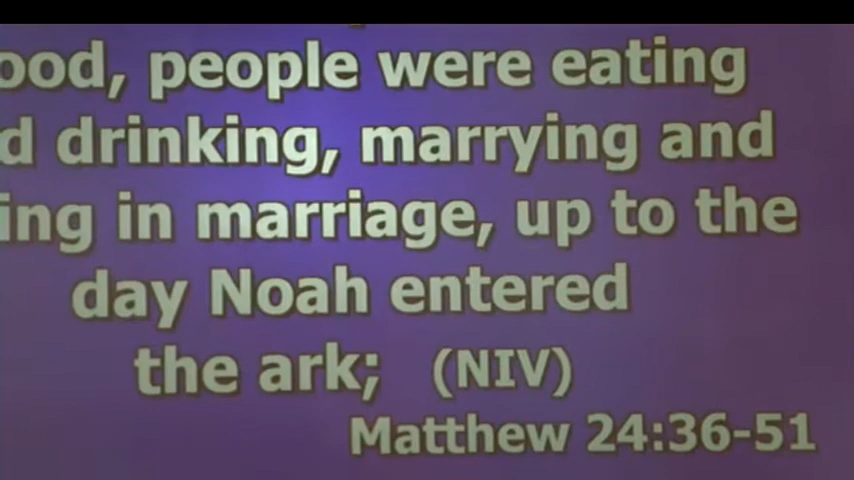 ood, people were eating
d drinking, marrying and
ing in marriage, up to the
day Noah entered
the ark; (NIV)
Matthew 24:36-51